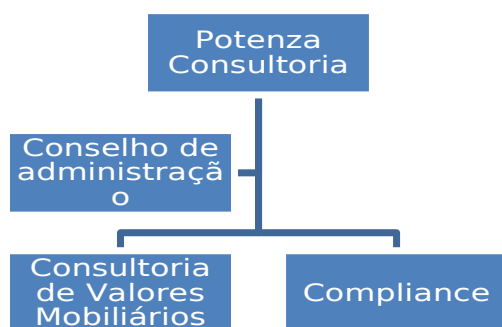 Potenza
Consultoria
Conselho de
administraçã
o
Consultoria
de Valores
Mobiliários
Compliance